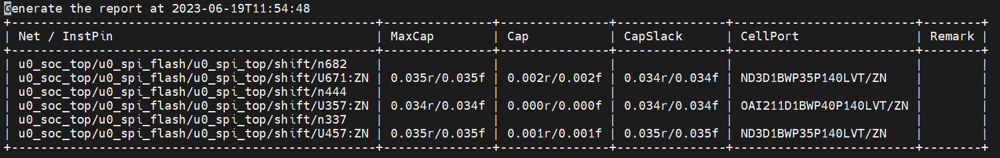 Generate the report at 2023-06-19T11:54:48
+--------------------------------------------------+---------------+---------------+---------------+-------------------------+--------+
| Net / InstPin | MaxCap | Cap | CapSlack | CellPort | Remark |
+--------------------------------------------------+---------------+---------------+---------------+-------------------------+--------+
| u0_soc_top/u0_spi_flash/u0_spi_top/shift/n682 | | | | | |
| u0_soc_top/u0_spi_flash/u0_spi_top/shift/U671:ZN | 0.035r/0.035f | 0.002r/0.002f | 0.034r/0.034f | ND3D1BWP35P140LVT/ZN | |
| u0_soc_top/u0_spi_flash/u0_spi_top/shift/n444 | | | | | |
| u0_soc_top/u0_spi_flash/u0_spi_top/shift/U357:ZN | 0.034r/0.034f | 0.000r/0.000f | 0.034r/0.034f | OAI211D1BWP40P140LVT/ZN | |
| u0_soc_top/u0_spi_flash/u0_spi_top/shift/n337 | | | | | |
| u0_soc_top/u0_spi_flash/u0_spi_top/shift/U457:ZN | 0.035r/0.035f | 0.001r/0.001f | 0.035r/0.035f | ND3D1BWP35P140LVT/ZN | |
+--------------------------------------------------+---------------+---------------+---------------+-------------------------+--------+